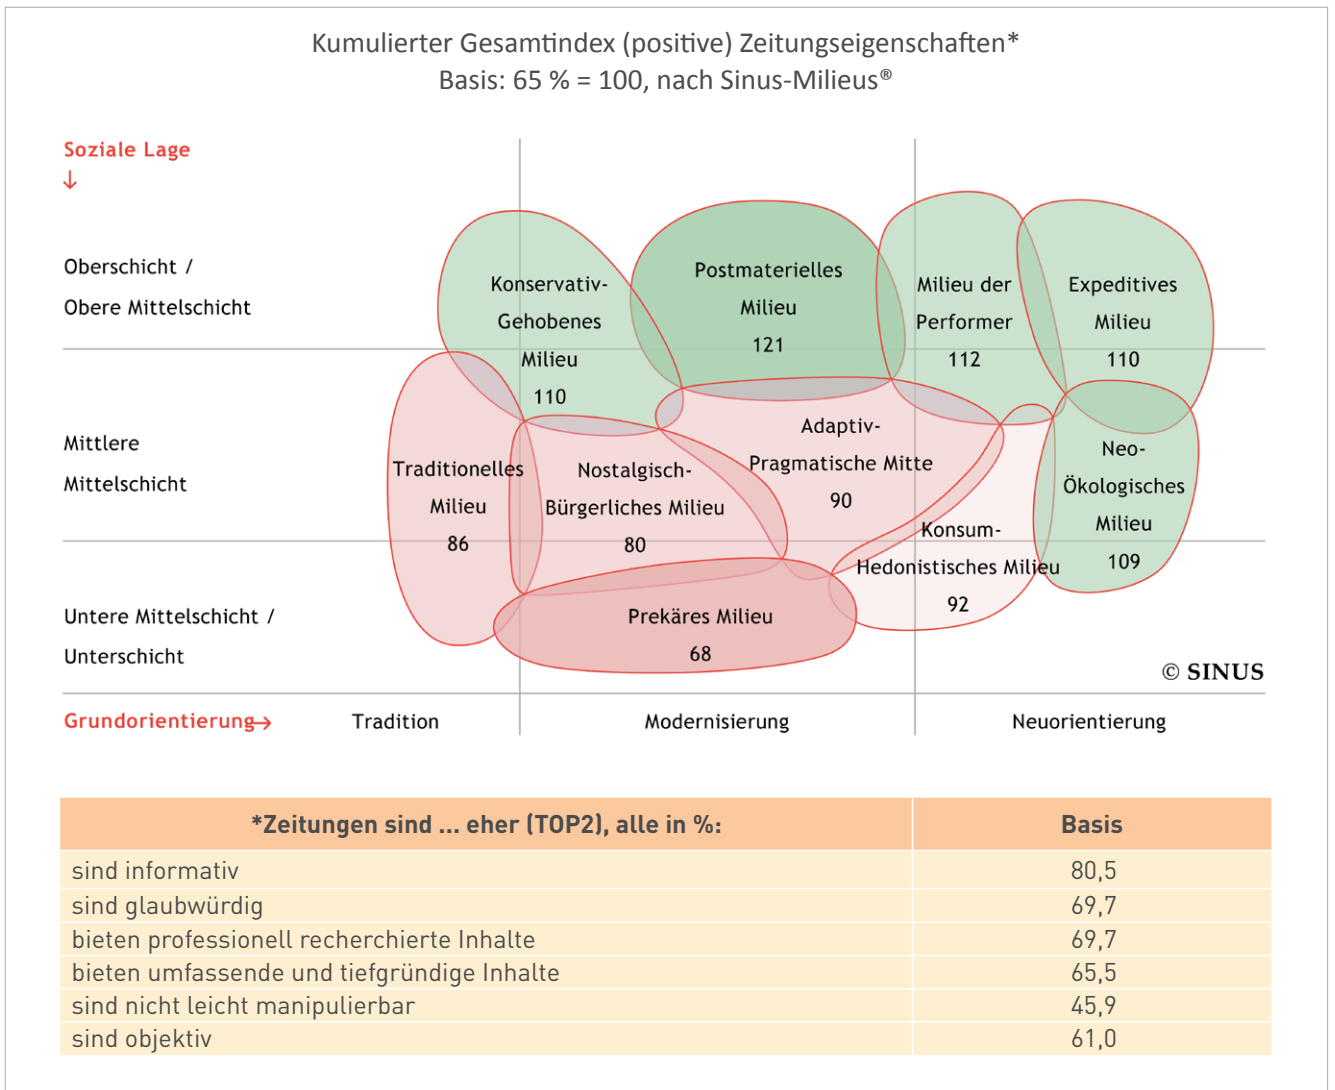 Kumulierter Gesamtindex (positive) Zeitungseigenschaften*
Basis: 65 % = 100, nach Sinus-Milieus®
Soziale Lage
↓
Oberschicht /
Obere Mittelschicht
Konservativ-
Gehobenes
Milieu
110
Postmaterielles
Milieu
121
Milieu der
Performer
112
Expeditives
Milieu
110
Mittlere
Mittelschicht
Traditionelles
Milieu
86
Nostalgisch-
Bürgerliches Milieu
80
Adaptiv-
Pragmatische Mitte
90
Konsum-
Hedonistisches Milieu
92
Neo-
Ökologisches
Milieu
109
Untere Mittelschicht /
Unterschicht
Prekäres Milieu
68
© SINUS
Grundorientierung→
Tradition
Modernisierung
Neuorientierung
*Zeitungen sind ... eher (TOP2), alle in %: Basis
sind informativ 80,5
sind glaubwürdig 69,7
bieten professionell recherchierte Inhalte 69,7
bieten umfassende und tiefgründige Inhalte 65,5
sind nicht leicht manipulierbar 45,9
sind objektiv 61,0